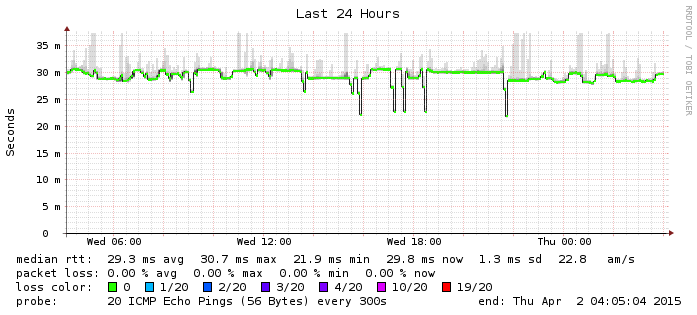 Last 24 Hours
RRDTOOL / TOBI OETIKER
Seconds
35 m
30 m
25 m
20 m
15 m
10 m
5 m
0
Wed 06:00 Wed 12:00 Wed 18:00 Thu 00:00
median rtt: 29.3 ms avg 30.7 ms max 21.9 ms min 29.8 ms now 1.3 ms sd 22.8 am/s
packet loss: 0.00 % avg 0.00 % max 0.00 % min 0.00 % now
loss color: 0 1/20 2/20 3/20 4/20 10/20 19/20
probe: 20 ICMP Echo Pings (56 Bytes) every 300s end: Thu Apr 2 04:05:04 2015